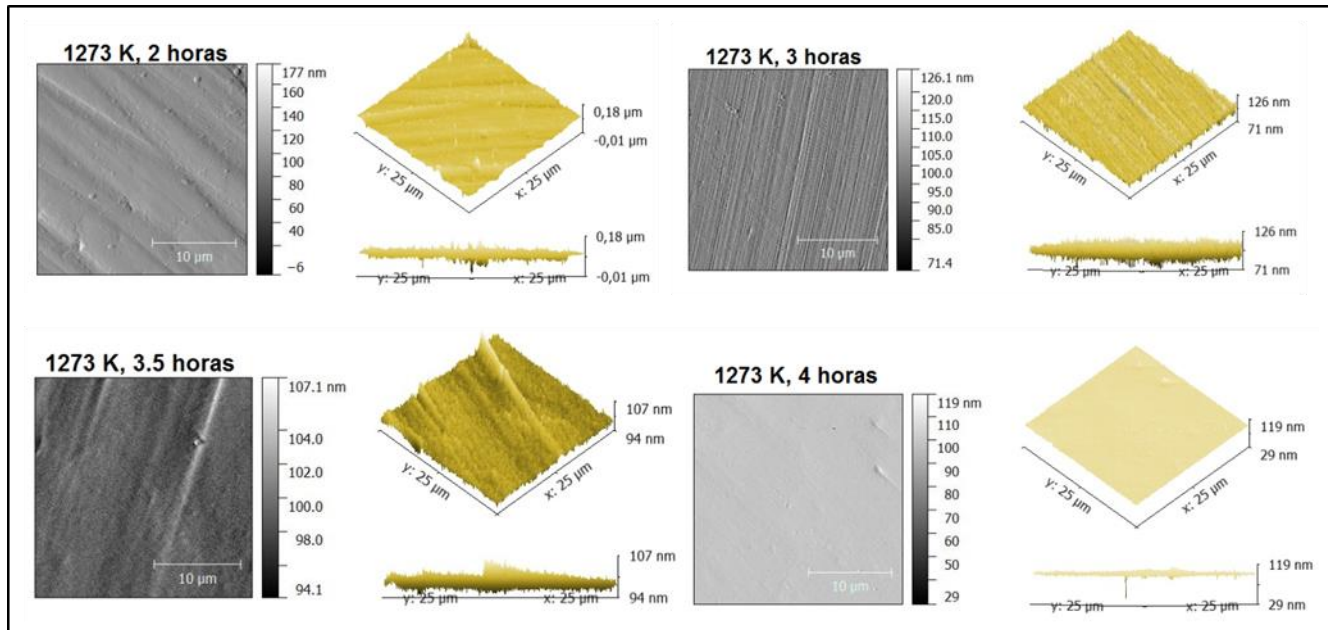 1273 K, 2 horas
177 nm
160
140
120
100
80
60
40
−6
10 µm
0,18 µm
-0,01 µm
y: 25 µm
x: 25 µm
0,18 µm
-0,01 µm
y: 25 µm
x: 25 µm
1273 K, 3 horas
126.1 nm
120.0
115.0
110.0
105.0
100.0
95.0
90.0
85.0
71.4
10 µm
126 nm
71 nm
y: 25 µm
x: 25 µm
126 nm
71 nm
y: 25 µm
x: 25 µm
1273 K, 3.5 horas
107.1 nm
104.0
102.0
100.0
98.0
94.1
10 µm
107 nm
94 nm
y: 25 µm
x: 25 µm
107 nm
94 nm
y: 25 µm
x: 25 µm
1273 K, 4 horas
119 nm
110
100
90
80
70
60
50
29
10 µm
119 nm
29 nm
y: 25 µm
x: 25 µm
119 nm
29 nm
y: 25 µm
x: 25 µm